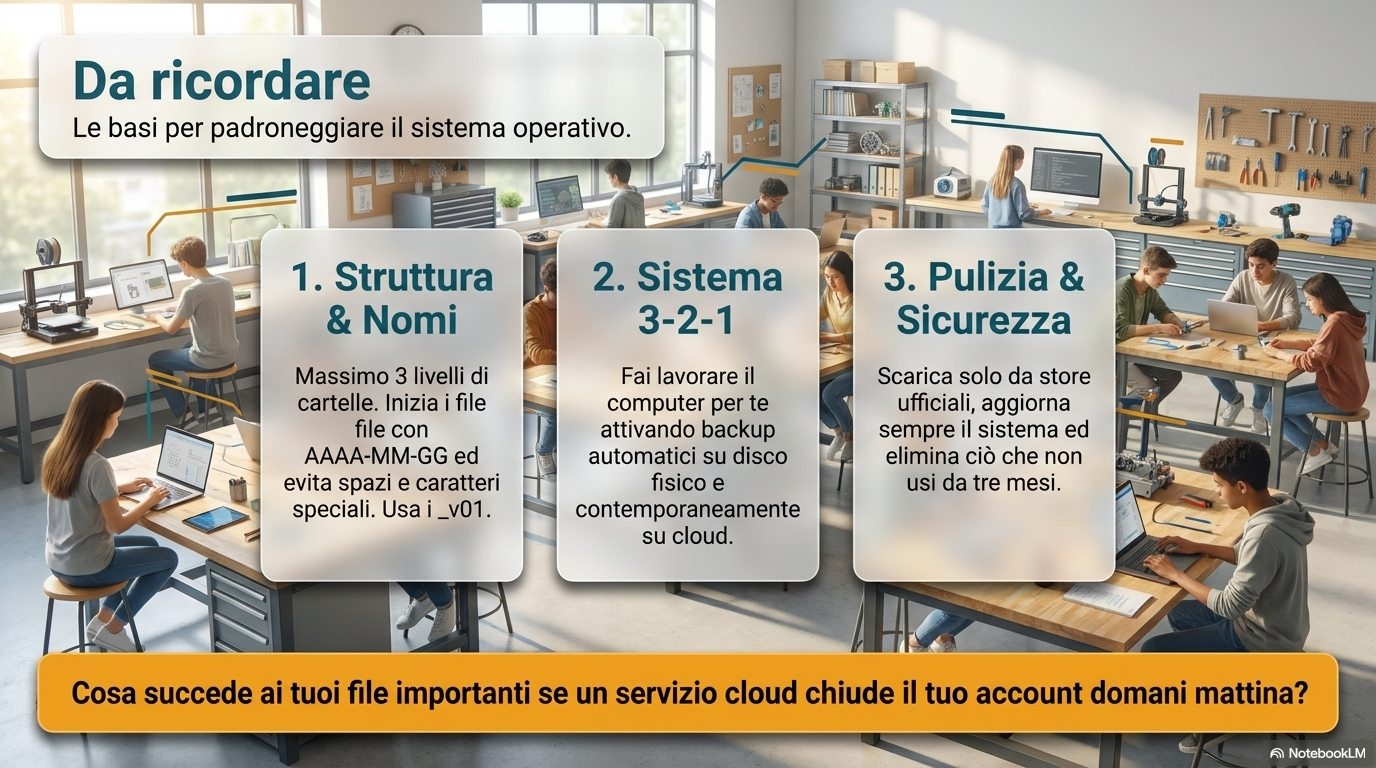 Da ricordare
Le basi per padroneggiare il sistema operativo.
1. Struttura
& Nomi
Massimo 3 livelli di
cartelle. Inizia i file
file con
AAAA-MM-GG ed
evita spazi e caratteri
speciali. Usa i _v01.
2. Sistema
3-2-1
Fai lavorare il
computer per te
attivando backup
automatici su disco
fisico e
contemporaneamente
su cloud.
3. Pulizia &
Sicurezza
Scarica solo da store
ufficiali, aggiorna
sempre il sistema ed
elimina ciò che non
usi da tre mesi.
Cosa succede ai tuoi file importanti se un servizio cloud chiude il tuo account domani mattina?
NotebookLM